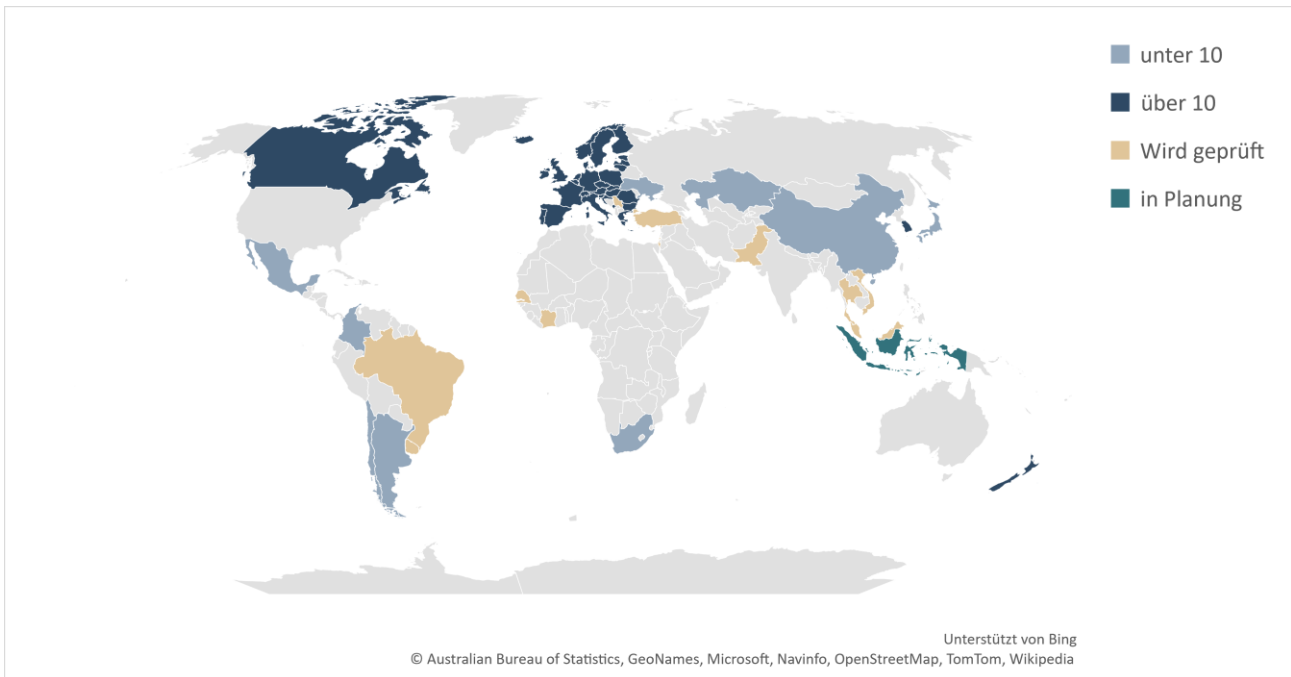 unter 10
über 10
Wird geprüft
in Planung
Unterstützt von Bing
© Australian Bureau of Statistics, GeoNames, Microsoft, Navinfo, OpenStreetMap, TomTom, Wikipedia